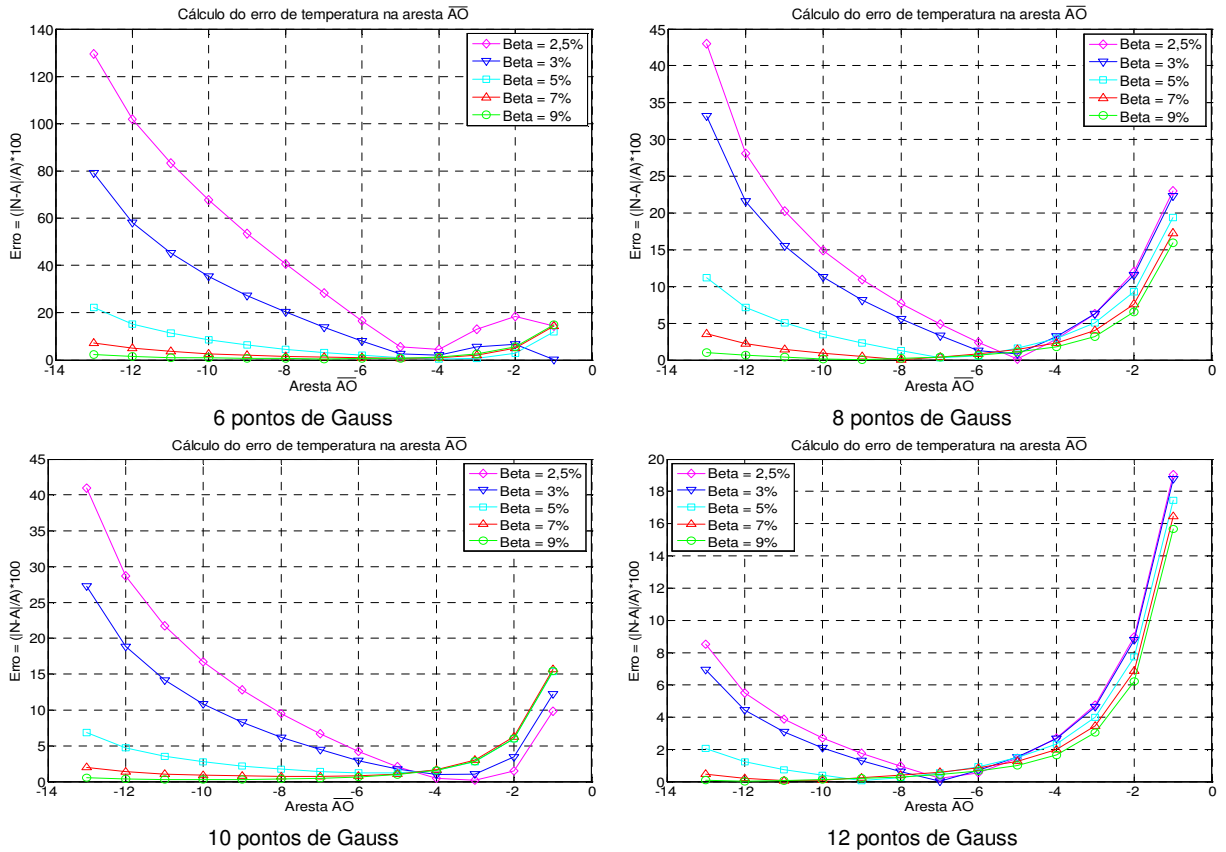 Cálculo do erro de temperatura na aresta AO
Erro = (|N-A|/A)*100
140
120
100
80
60
40
20
0
-14
-12
-10
-8
-6
-4
-2
0
Aresta AO
Beta = 2,5%
Beta = 3%
Beta = 5%
Beta = 7%
Beta = 9%
6 pontos de Gauss
Cálculo do erro de temperatura na aresta AO
Erro = (|N-A|/A)*100
45
40
35
30
25
20
15
10
5
0
-14
-12
-10
-8
-6
-4
-2
0
Aresta AO
Beta = 2,5%
Beta = 3%
Beta = 5%
Beta = 7%
Beta = 9%
8 pontos de Gauss
Cálculo do erro de temperatura na aresta AO
Erro = (|N-A|/A)*100
45
40
35
30
25
20
15
10
5
0
-14
-12
-10
-8
-6
-4
-2
0
Aresta AO
Beta = 2,5%
Beta = 3%
Beta = 5%
Beta = 7%
Beta = 9%
10 pontos de Gauss
Cálculo do erro de temperatura na aresta AO
Erro = (|N-A|/A)*100
20
18
16
14
12
10
8
6
4
2
0
-14
-12
-10
-8
-6
-4
-2
0
Aresta AO
Beta = 2,5%
Beta = 3%
Beta = 5%
Beta = 7%
Beta = 9%
12 pontos de Gauss